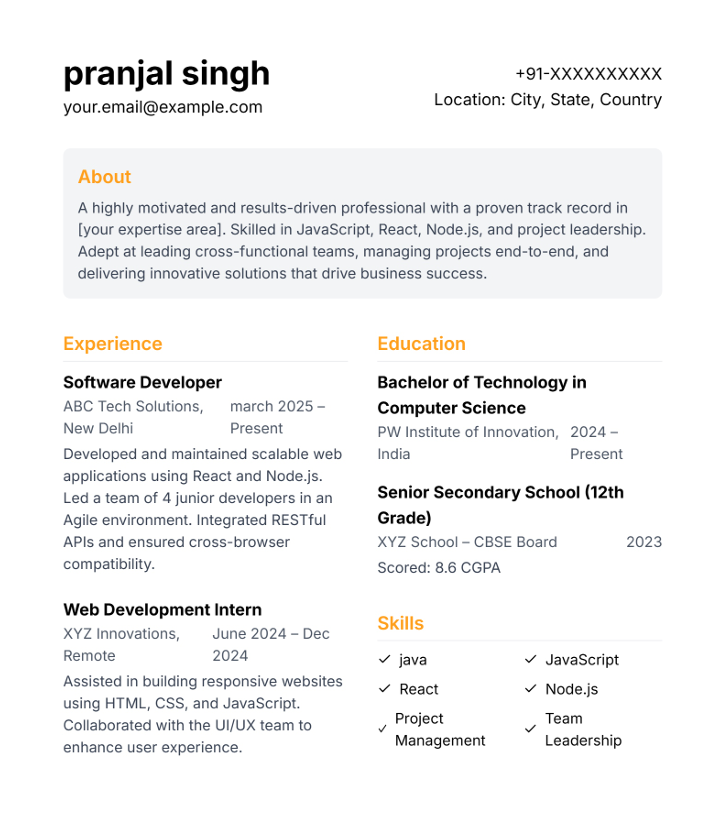 pranjal singh
your.email@example.com
+91-XXXXXXXXXX
Location: City, State, Country
About
A highly motivated and results-driven professional with a proven track record in
[your expertise area]. Skilled in JavaScript, React, Node.js, and project leadership.
Adept at leading cross-functional teams, managing projects end-to-end, and
delivering innovative solutions that drive business success.
Experience
Software Developer
ABC Tech Solutions, march 2025 –
New Delhi Present
Developed and maintained scalable web
applications using React and Node.js.
Led a team of 4 junior developers in an
Agile environment. Integrated RESTful
APIs and ensured cross-browser
compatibility.
Web Development Intern
XYZ Innovations, June 2024 – Dec
Remote 2024
Assisted in building responsive websites
using HTML, CSS, and JavaScript.
Collaborated with the UI/UX team to
enhance user experience.
Education
Bachelor of Technology in
Computer Science
PW Institute of Innovation, 2024 –
India Present
Senior Secondary School (12th
Grade)
XYZ School – CBSE Board 2023
Scored: 8.6 CGPA
Skills
✓ java ✓ JavaScript
✓ React ✓ Node.js
✓ Project ✓ Team
Management Leadership